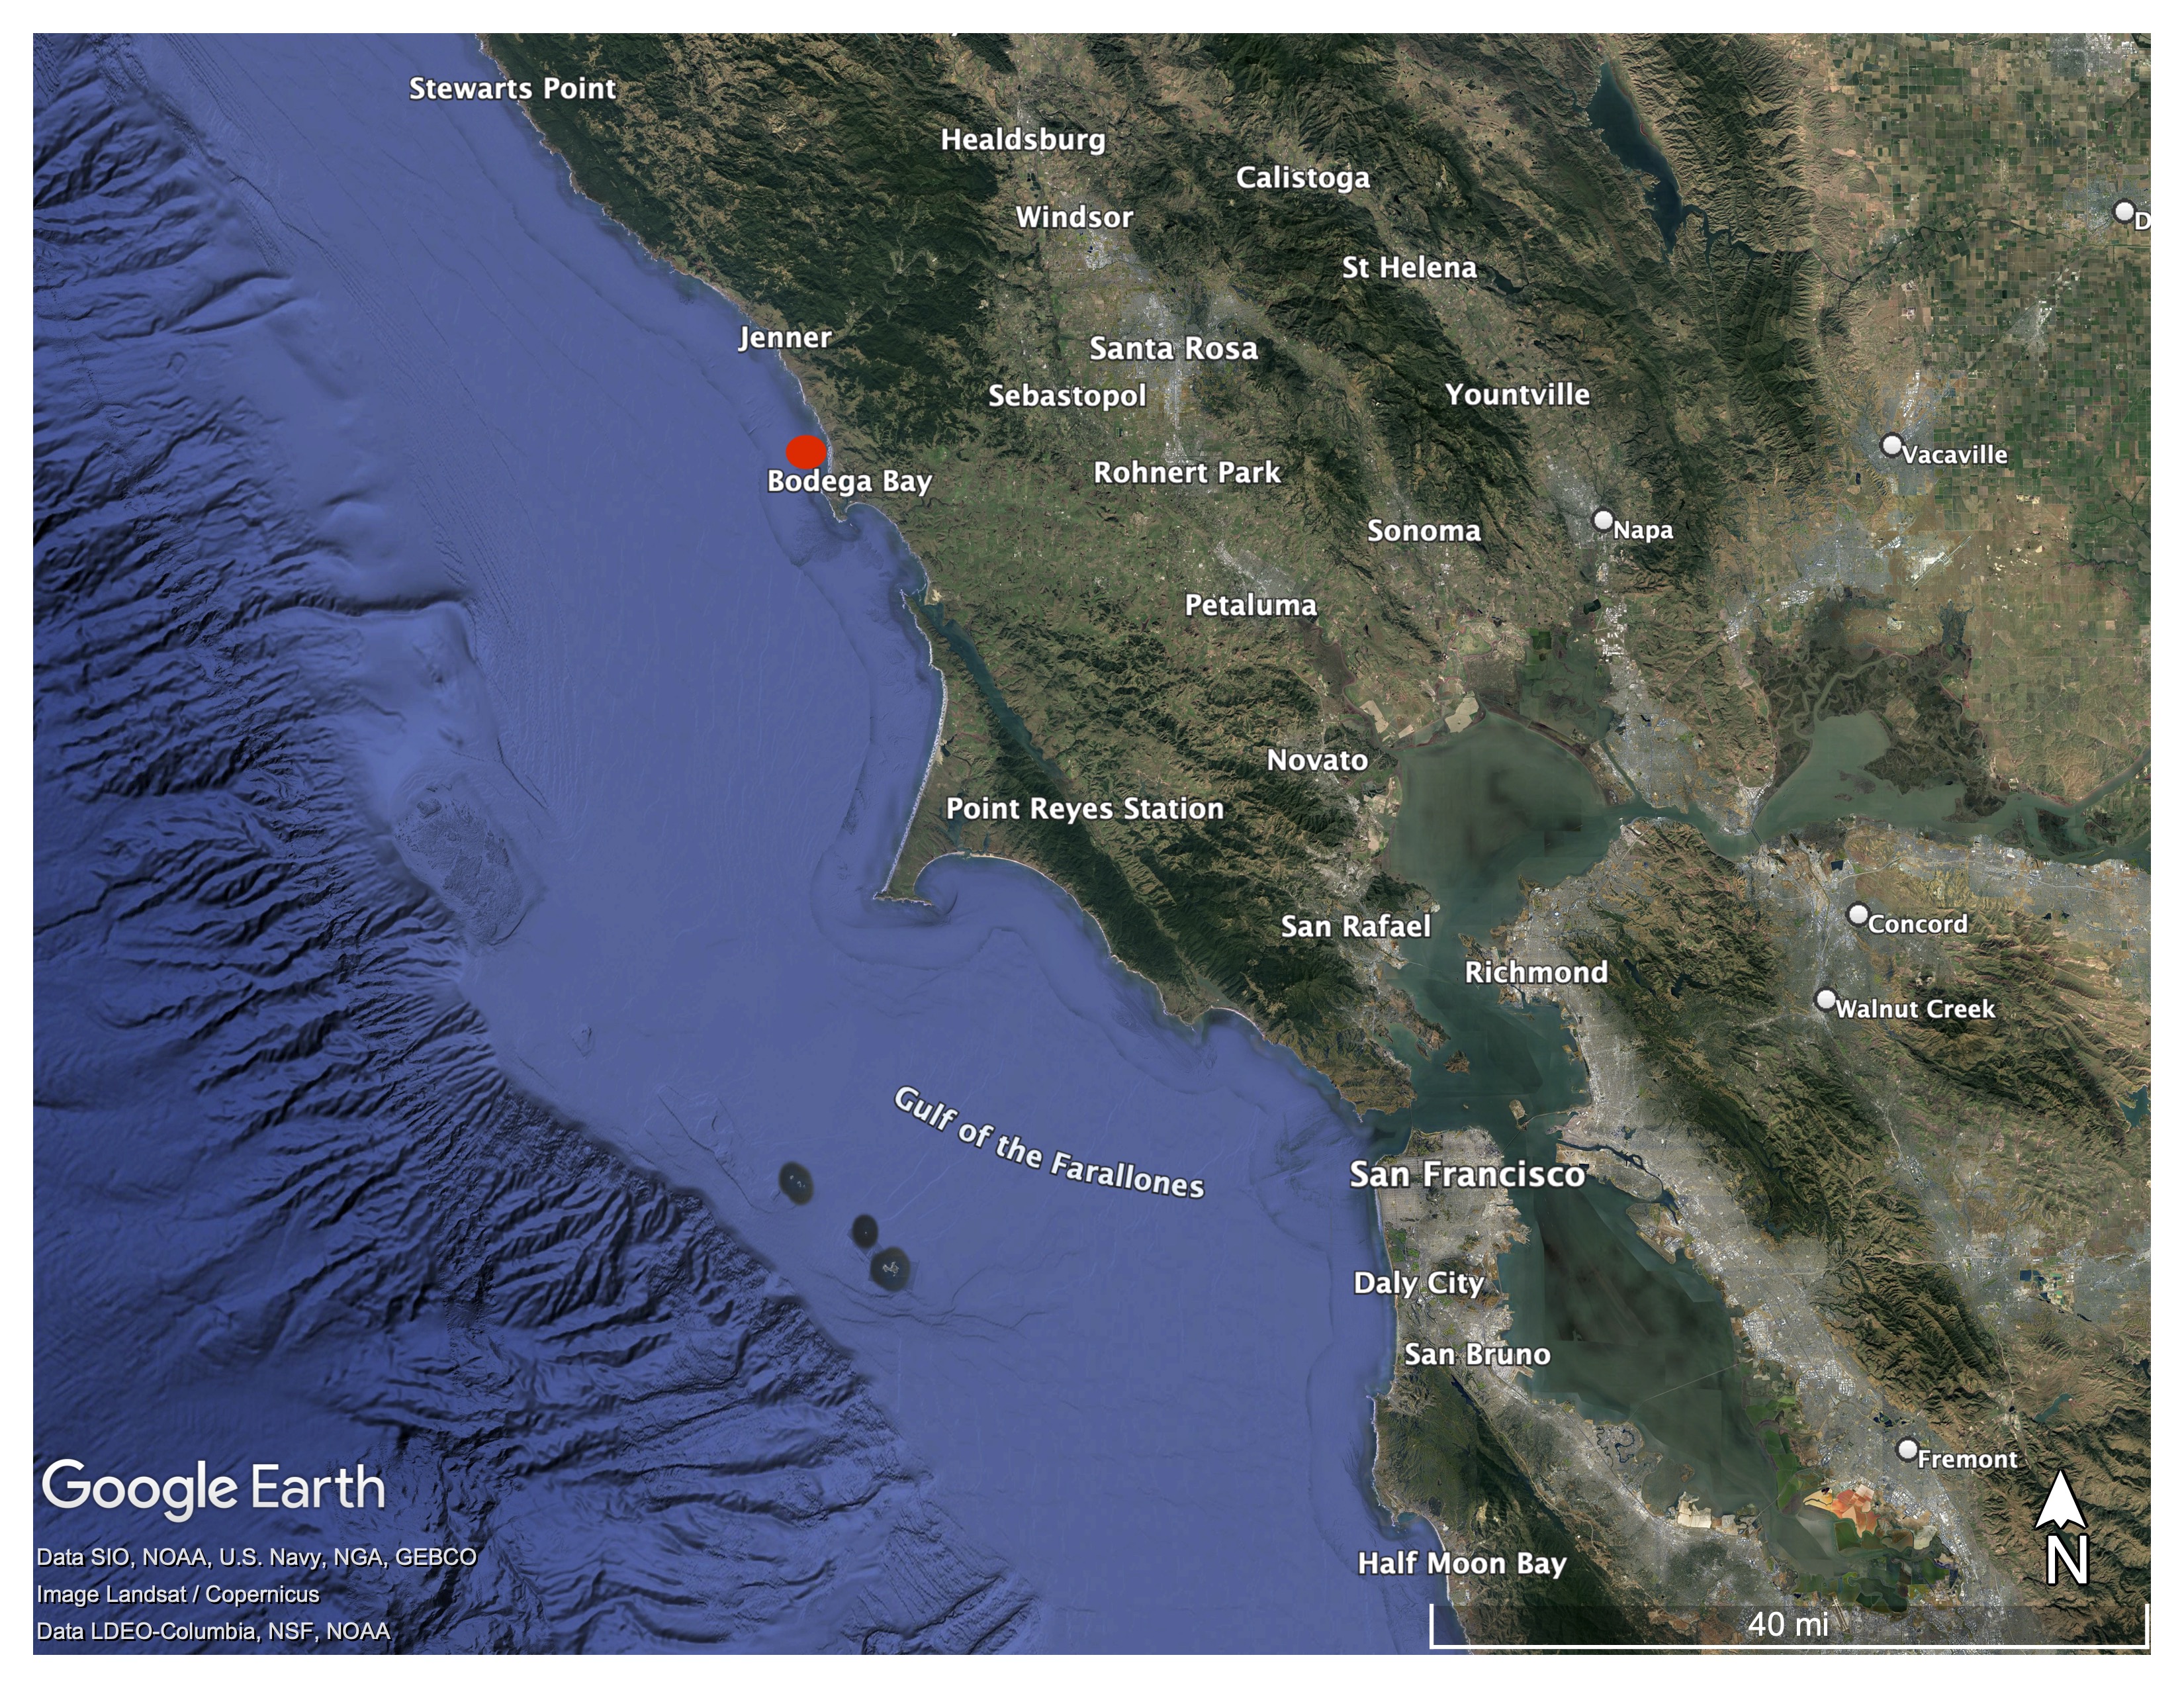 Stewarts Point
Healdsburg
Calistoga
Windsor
D
St Helena
Jenner
Santa Rosa
Sebastopol
Yountville
Vacaville
Bodega Bay
Rohnert Park
Sonoma
Napa
Petaluma
Novato
Point Reyes Station
San Rafael
Concord
Richmond
Walnut Creek
Gulf of the Farallones
San Francisco
Daly City
San Bruno
Fremont
Google Earth
N
Data SIO, NOAA, U.S. Navy, NGA, GEBCO
Half Moon Bay
Image Landsat / Copernicus
40 mi
Data LDEO-Columbia, NSF, NOAA